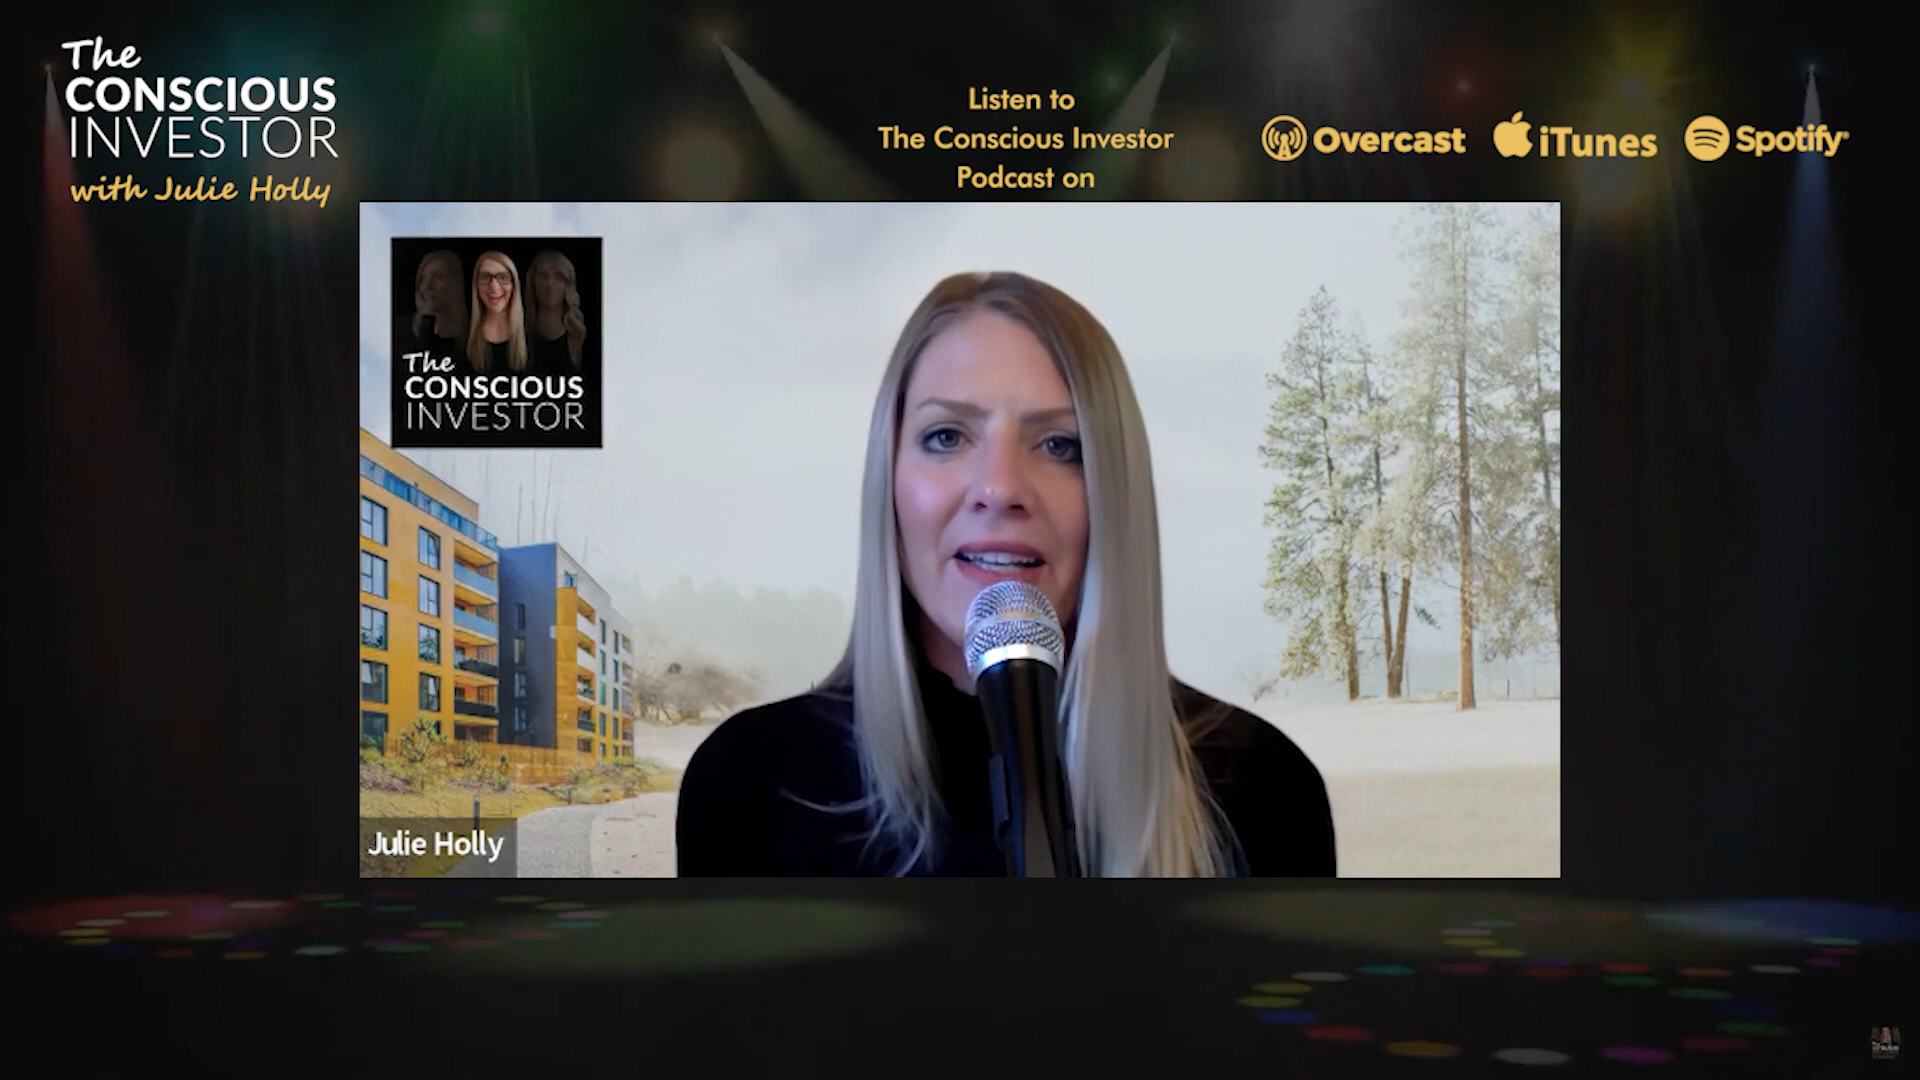 The
CONSCIOUS
INVESTOR
with Julie Holly
Listen to
The Conscious Investor
Podcast on
Overcast
iTunes
Spotify
The
CONSCIOUS
INVESTOR
Julie Holly